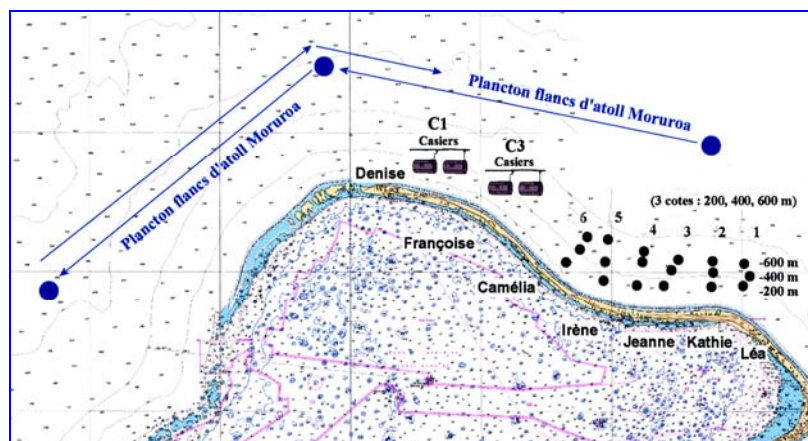 Plancton flancs d'atoll Moruroa
Plancton flancs d'atoll Moruroa
C1
Casiers
C3
Casiers
Denise
(3 cotes : 200, 400, 600 m)
6 5 4 3 2 1
Françoise
-600 m
-400 m
-200 m
Camélia
Irène
Jeanne
Kathie
Léa